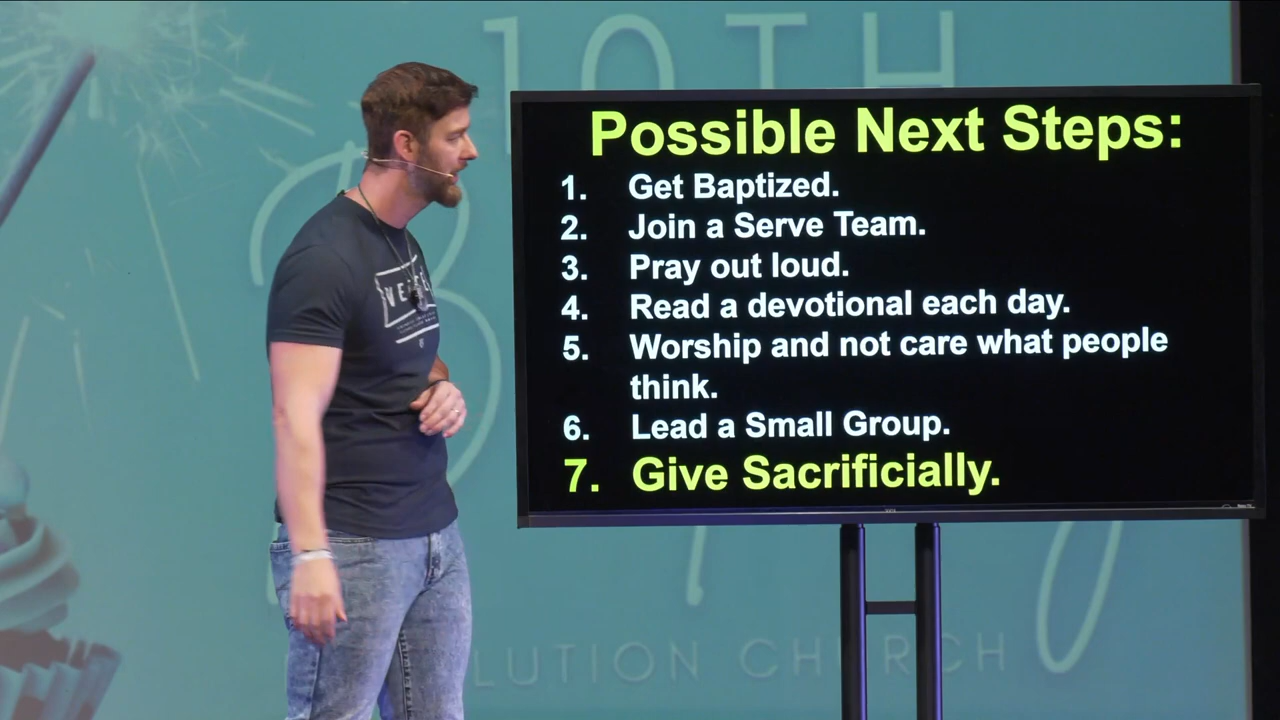 10TH
Possible Next Steps:
1. Get Baptized.
2. Join a Serve Team.
3. Pray out loud.
4. Read a devotional each day.
5. Worship and not care what people
think.
6. Lead a Small Group.
7. Give Sacrificially.
LUTION CHURCH